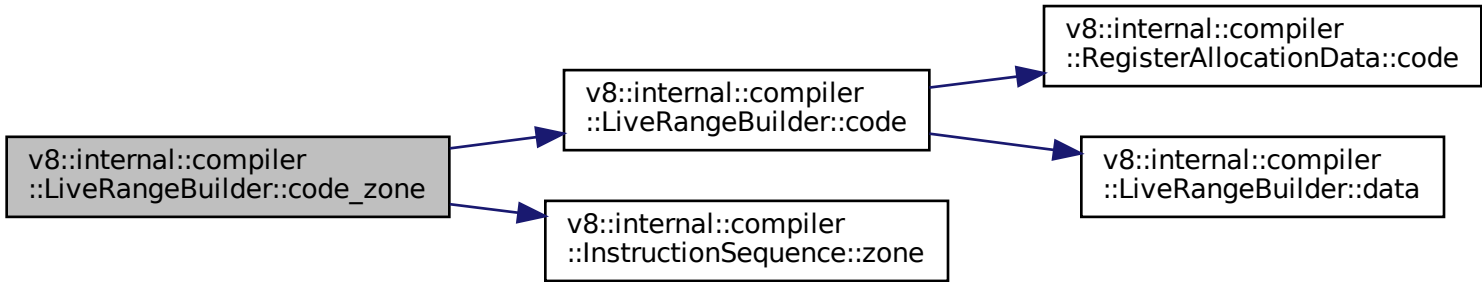 v8::internal::compiler
::LiveRangeBuilder::code_zone
v8::internal::compiler
::LiveRangeBuilder::code
v8::internal::compiler
::InstructionSequence::zone
v8::internal::compiler
::RegisterAllocationData::code
v8::internal::compiler
::LiveRangeBuilder::data